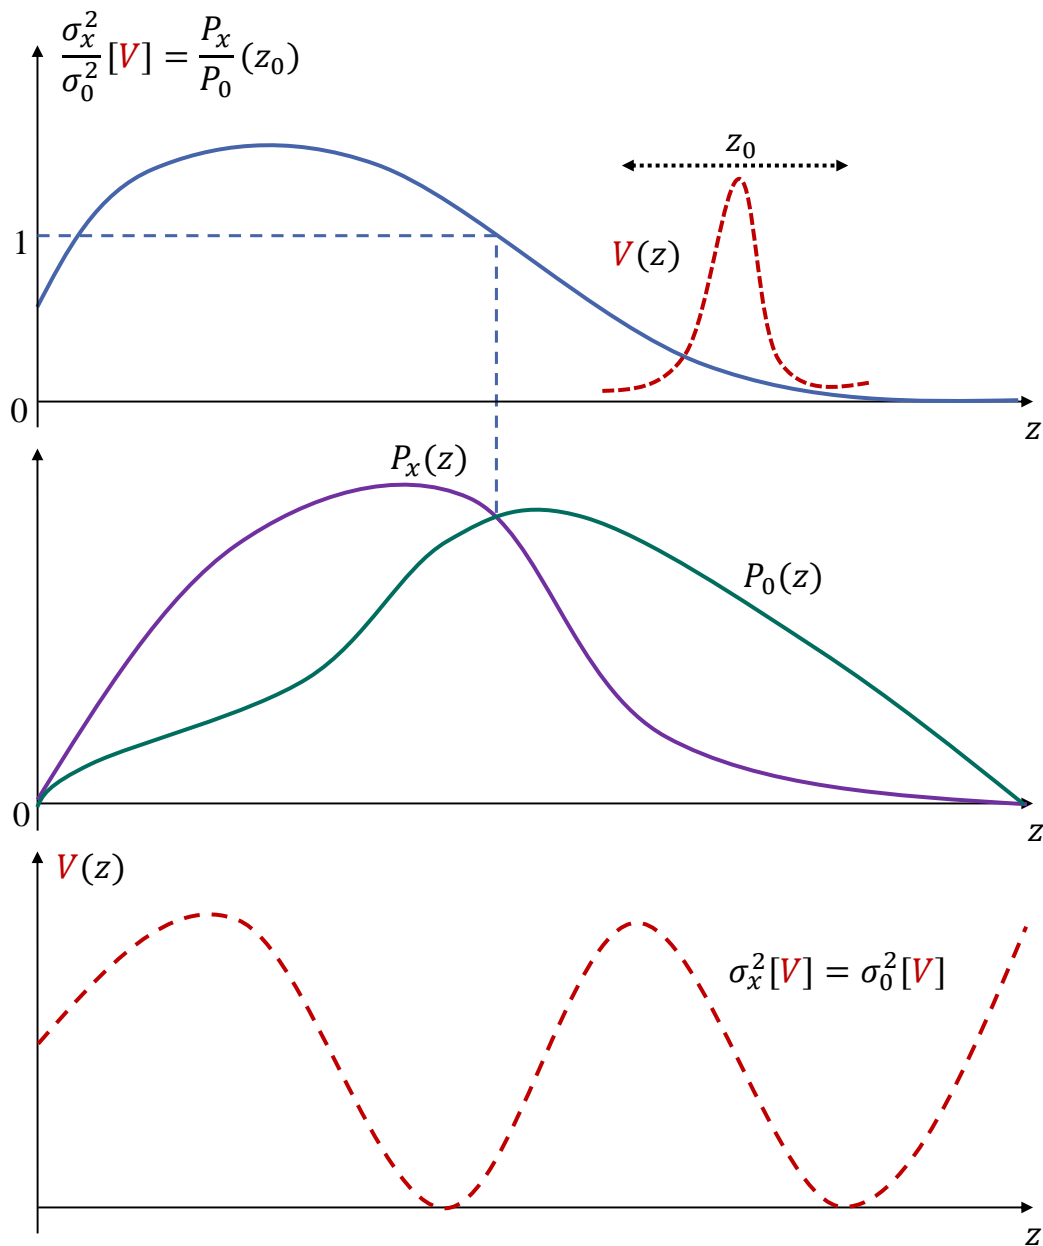 σ_x^2/σ_0^2 [V] = P_x/P_0 (z_0)
z_0
V(z)
1
0
z
P_x(z)
P_0(z)
0
z
V(z)
σ_x^2[V] = σ_0^2[V]
z